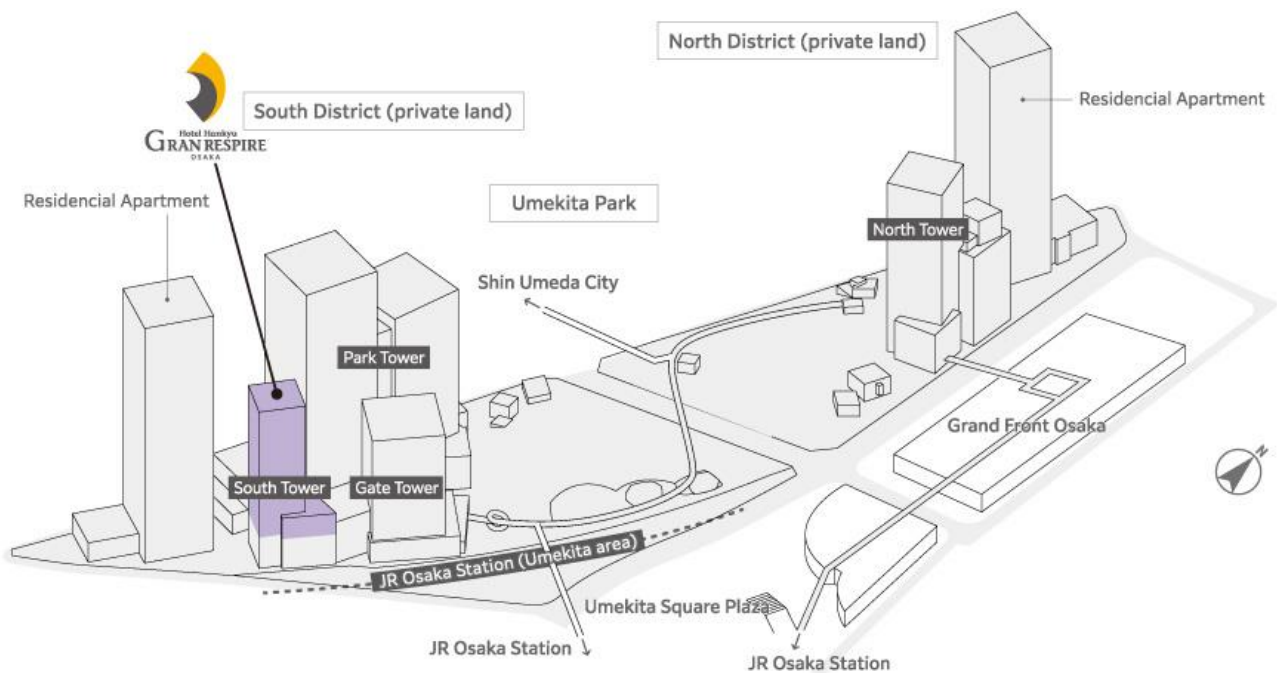 North District (private land)
Residencial Apartment
South District (private land)
Hotel Hankyu
GRAN RESPIRE
OSAKA
Residencial Apartment
Umekita Park
North Tower
Shin Umeda City
Park Tower
Grand Front Osaka
N
South Tower
Gate Tower
JR Osaka Station (Umekita area)
Umekita Square Plaza
JR Osaka Station
JR Osaka Station